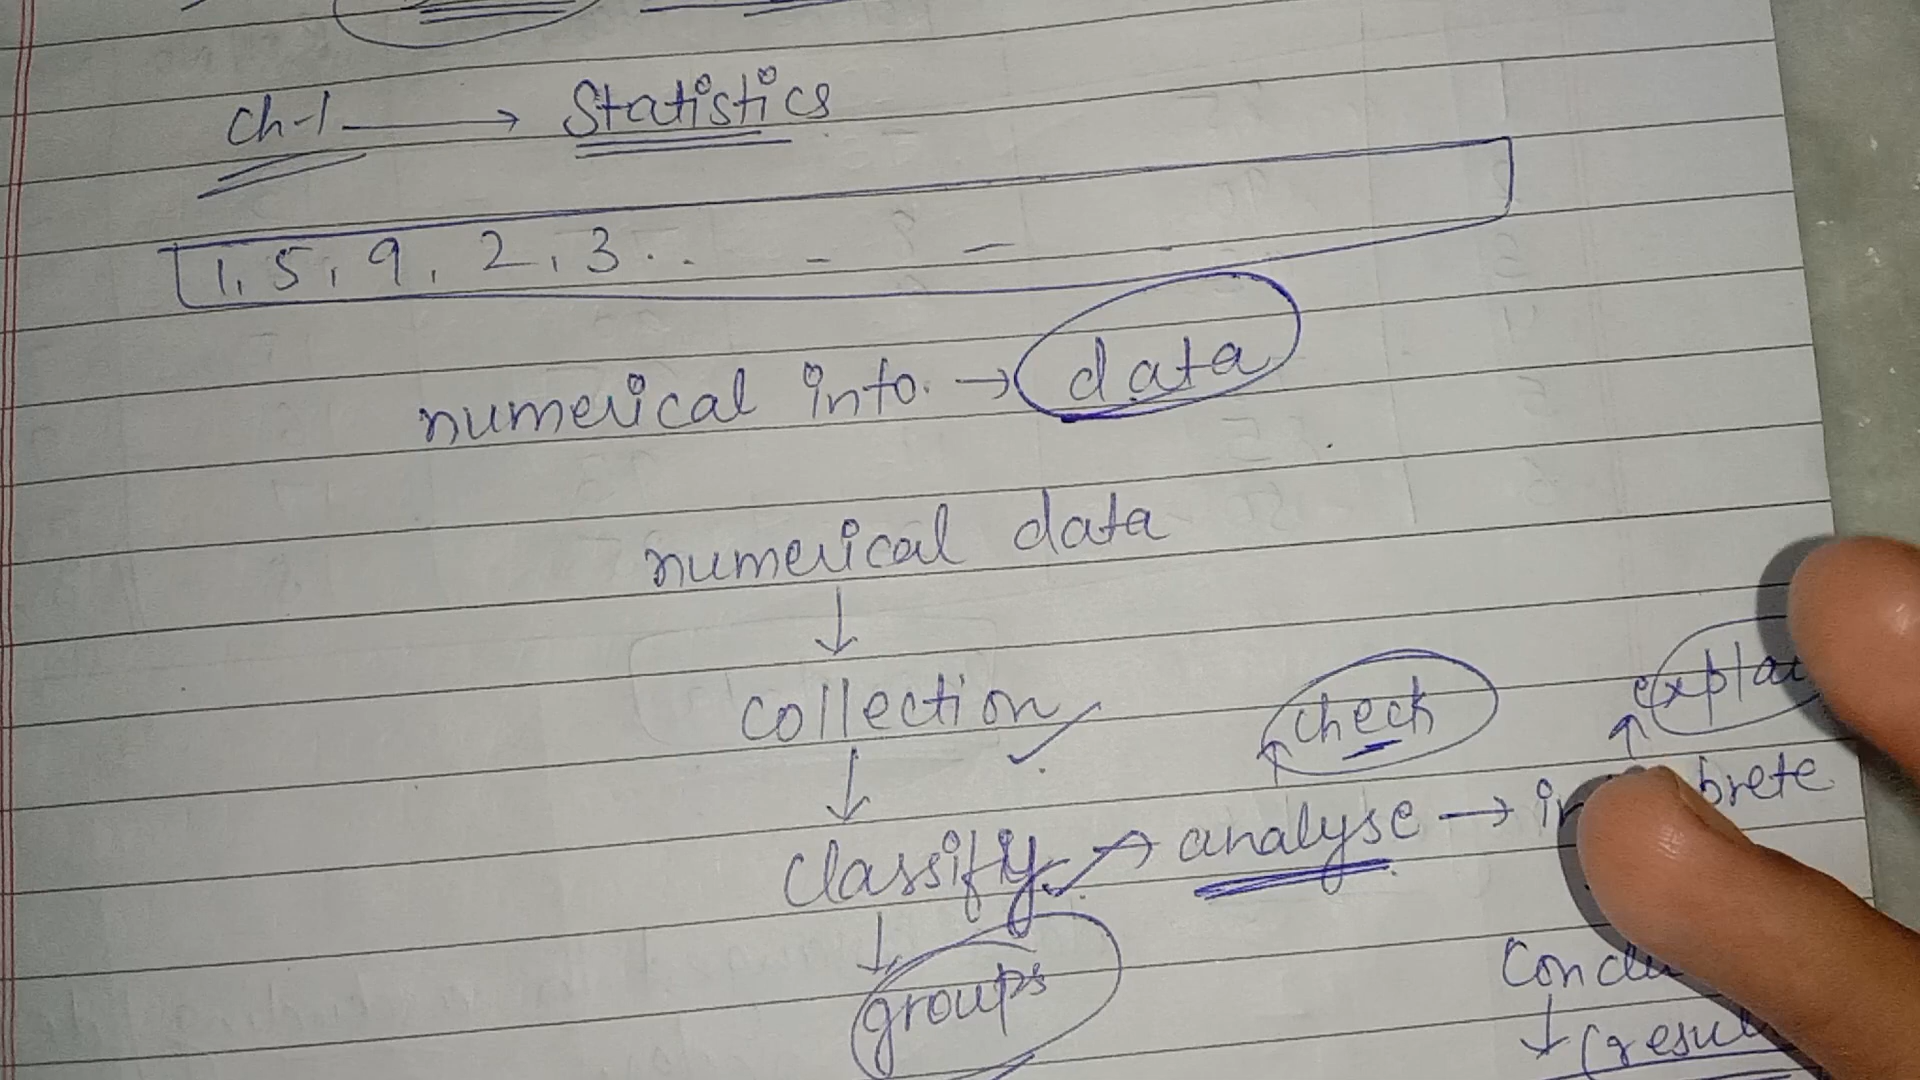 Ch-1 → Statistics
1, 5, 9, 2, 3.. - -
numerical info. → data
numerical data
↓
collection ✓
↓
check
Classify ✓ → analyse →
↓
groups